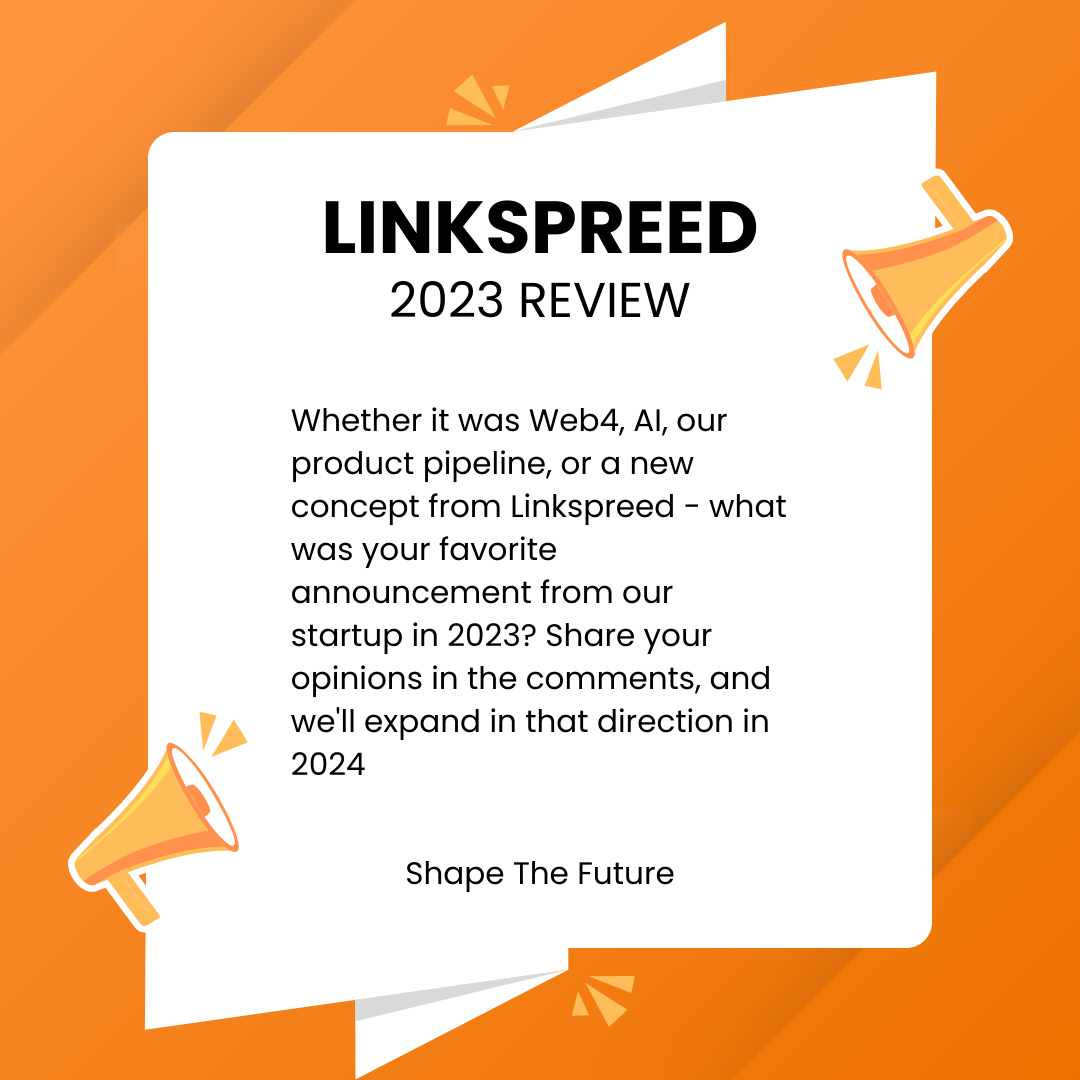 LINKSPREED
2023 REVIEW
Whether it was Web4, AI, our
product pipeline, or a new
concept from Linkspreed - what
was your favorite
announcement from our
startup in 2023? Share your
opinions in the comments, and
we'll expand in that direction in
2024
Shape The Future